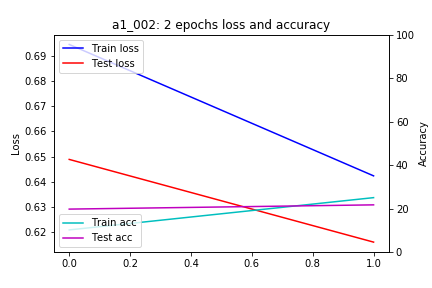 a1_002: 2 epochs loss and accuracy
Train loss
Test loss
Train acc
Test acc
Loss
0.69
0.68
0.67
0.66
0.65
0.64
0.63
0.62
Accuracy
100
80
60
40
20
0
0.0 0.2 0.4 0.6 0.8 1.0